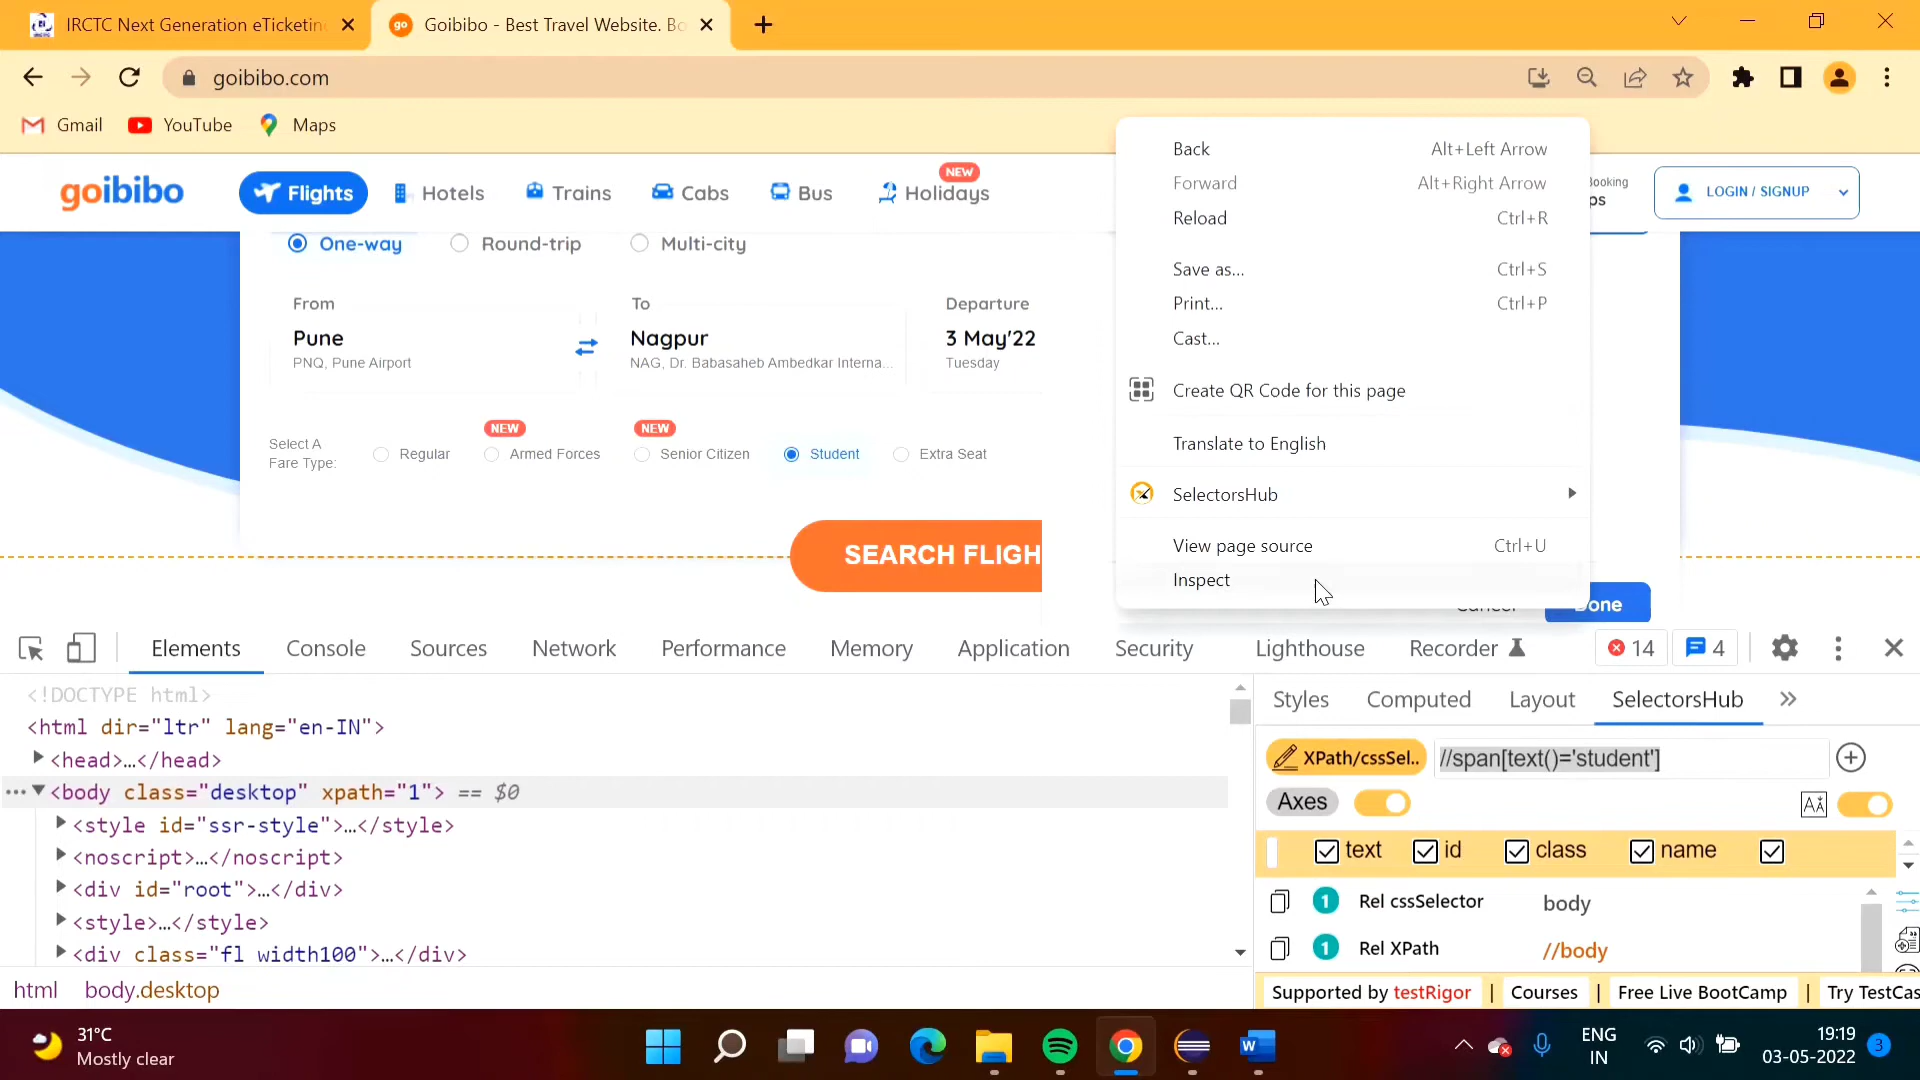 IRCTC Next Generation eTicketin
Goibibo - Best Travel Website. Bo
goibibo.com
Gmail
YouTube
Maps
goibibo
Flights
Hotels
Trains
Cabs
Bus
NEW
Holidays
LOGIN / SIGNUP
One-way
Round-trip
Multi-city
From
Pune
PNQ, Pune Airport
To
Nagpur
NAG, Dr. Babasaheb Ambedkar Interna...
Departure
3 May'22
Tuesday
Select A
Fare Type:
Regular
NEW
Armed Forces
NEW
Senior Citizen
Student
Extra Seat
SEARCH FLIGH
Back Alt+Left Arrow
Forward Alt+Right Arrow
Reload Ctrl+R
Save as... Ctrl+S
Print... Ctrl+P
Cast...
Create QR Code for this page
Translate to English
SelectorsHub
View page source Ctrl+U
Inspect
Done
Elements Console Sources Network Performance Memory Application Security Lighthouse Recorder 14 4
<!DOCTYPE html>
<html dir="ltr" lang="en-IN">
<head>…</head>
<body class="desktop" xpath="1"> == $0
<style id="ssr-style">…</style>
<noscript>…</noscript>
<div id="root">…</div>
<style>…</style>
<div class="fl width100">…</div>
html body.desktop
Styles Computed Layout SelectorsHub
XPath/cssSel.. //span[text()='student']
Axes
text id class name
1 Rel cssSelector body
1 Rel XPath //body
Supported by testRigor | Courses | Free Live BootCamp | Try TestCas
31°C
Mostly clear
ENG
IN
19:19
03-05-2022
3